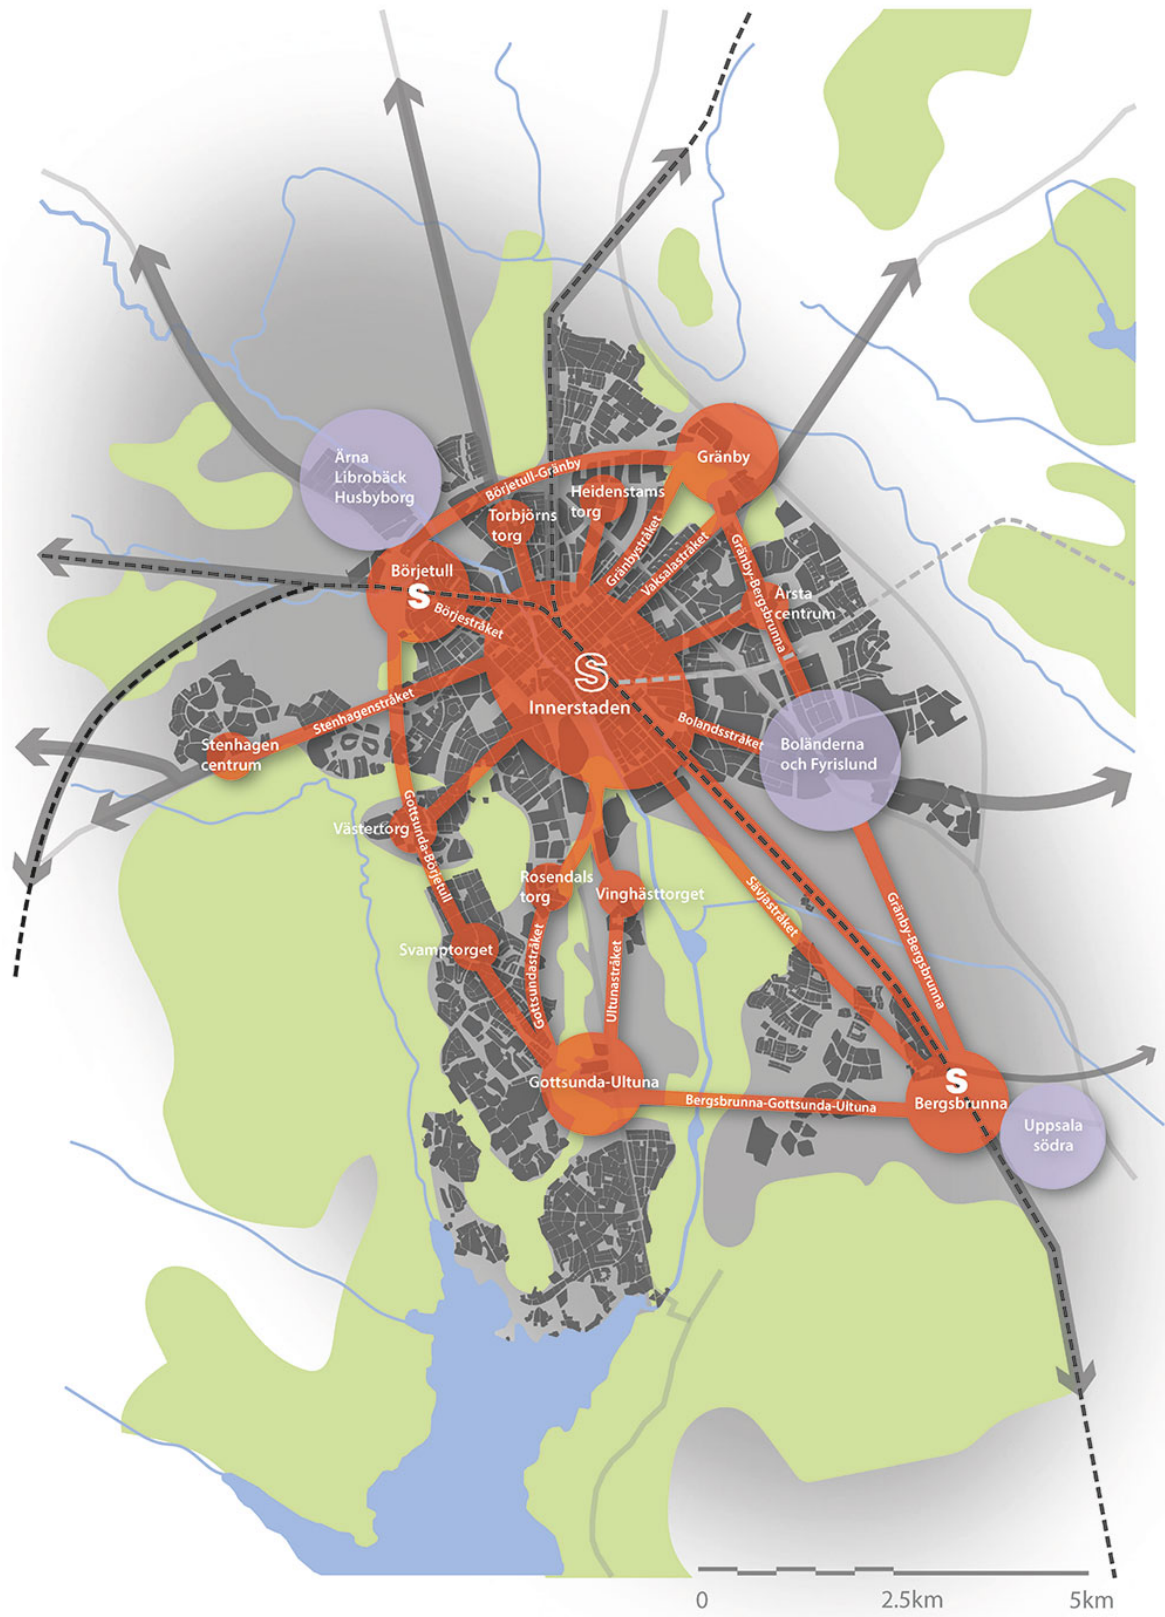 Ärna
Librobäck
Husbyborg
Gränby
Börjetull-Gränby
Heidenstams
torg
Torbjörns
torg
Gränbystråket
Vaksalastråket
Gränby-Bergsbrunna
Börjetull
S
Börjestråket
Årsta
centrum
S
Innerstaden
Stenhagenstråket
Stenhagen
centrum
Bolandsstråket
Boländerna
och Fyrislund
Västertorg
Gottsunda-Börjetull
Rosendals
torg
Vinghästtorget
Sävjastråket
Gränby-Bergsbrunna
Svamptorget
Gottsundastråket
Ultunastråket
Gottsunda-Ultuna
Bergsbrunna-Gottsunda-Ultuna
S
Bergsbrunna
Uppsala
södra
0 2.5km 5km